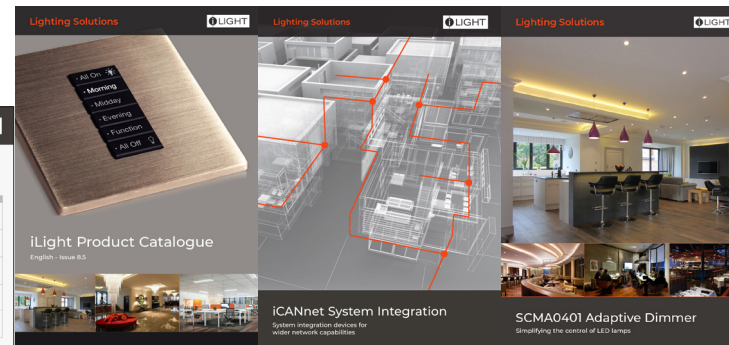 Lighting Solutions
iLIGHT
· All On
· Morning
· Midday
· Evening
· Function
· All Off
iLight Product Catalogue
English - Issue 8.5
Lighting Solutions
iLIGHT
iCANnet System Integration
System integration devices for
wider network capabilities
Lighting Solutions
iLIGHT
SCMA0401 Adaptive Dimmer
Simplifying the control of LED lamps